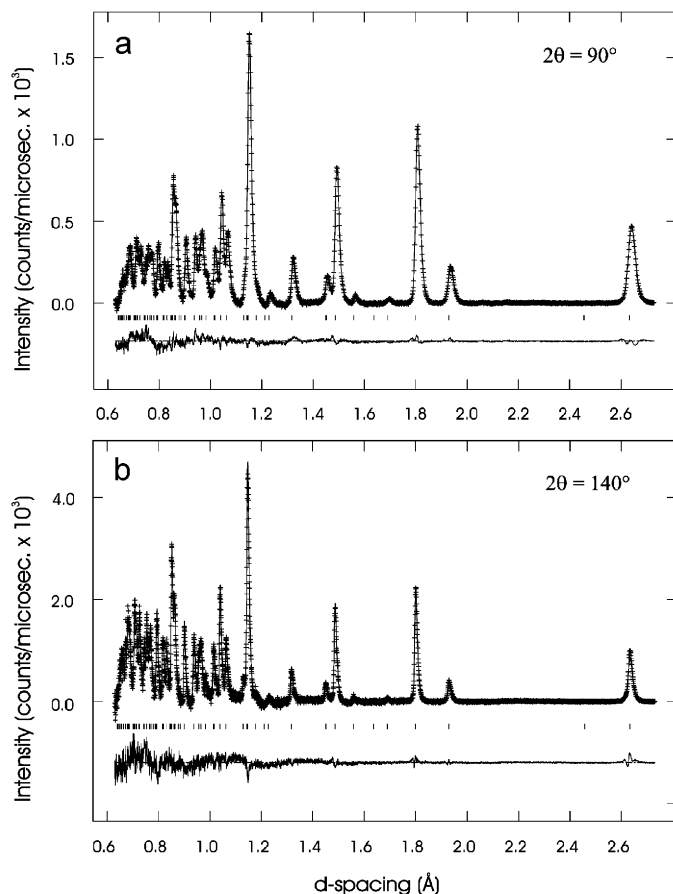 a
2θ = 90°
Intensity (counts/microsec. x 10³)
1.5
1.0
0.5
0.0
0.6 0.8 1.0 1.2 1.4 1.6 1.8 2.0 2.2 2.4 2.6
b
2θ = 140°
Intensity (counts/microsec. x 10³)
4.0
2.0
0.0
0.6 0.8 1.0 1.2 1.4 1.6 1.8 2.0 2.2 2.4 2.6
d-spacing (Å)